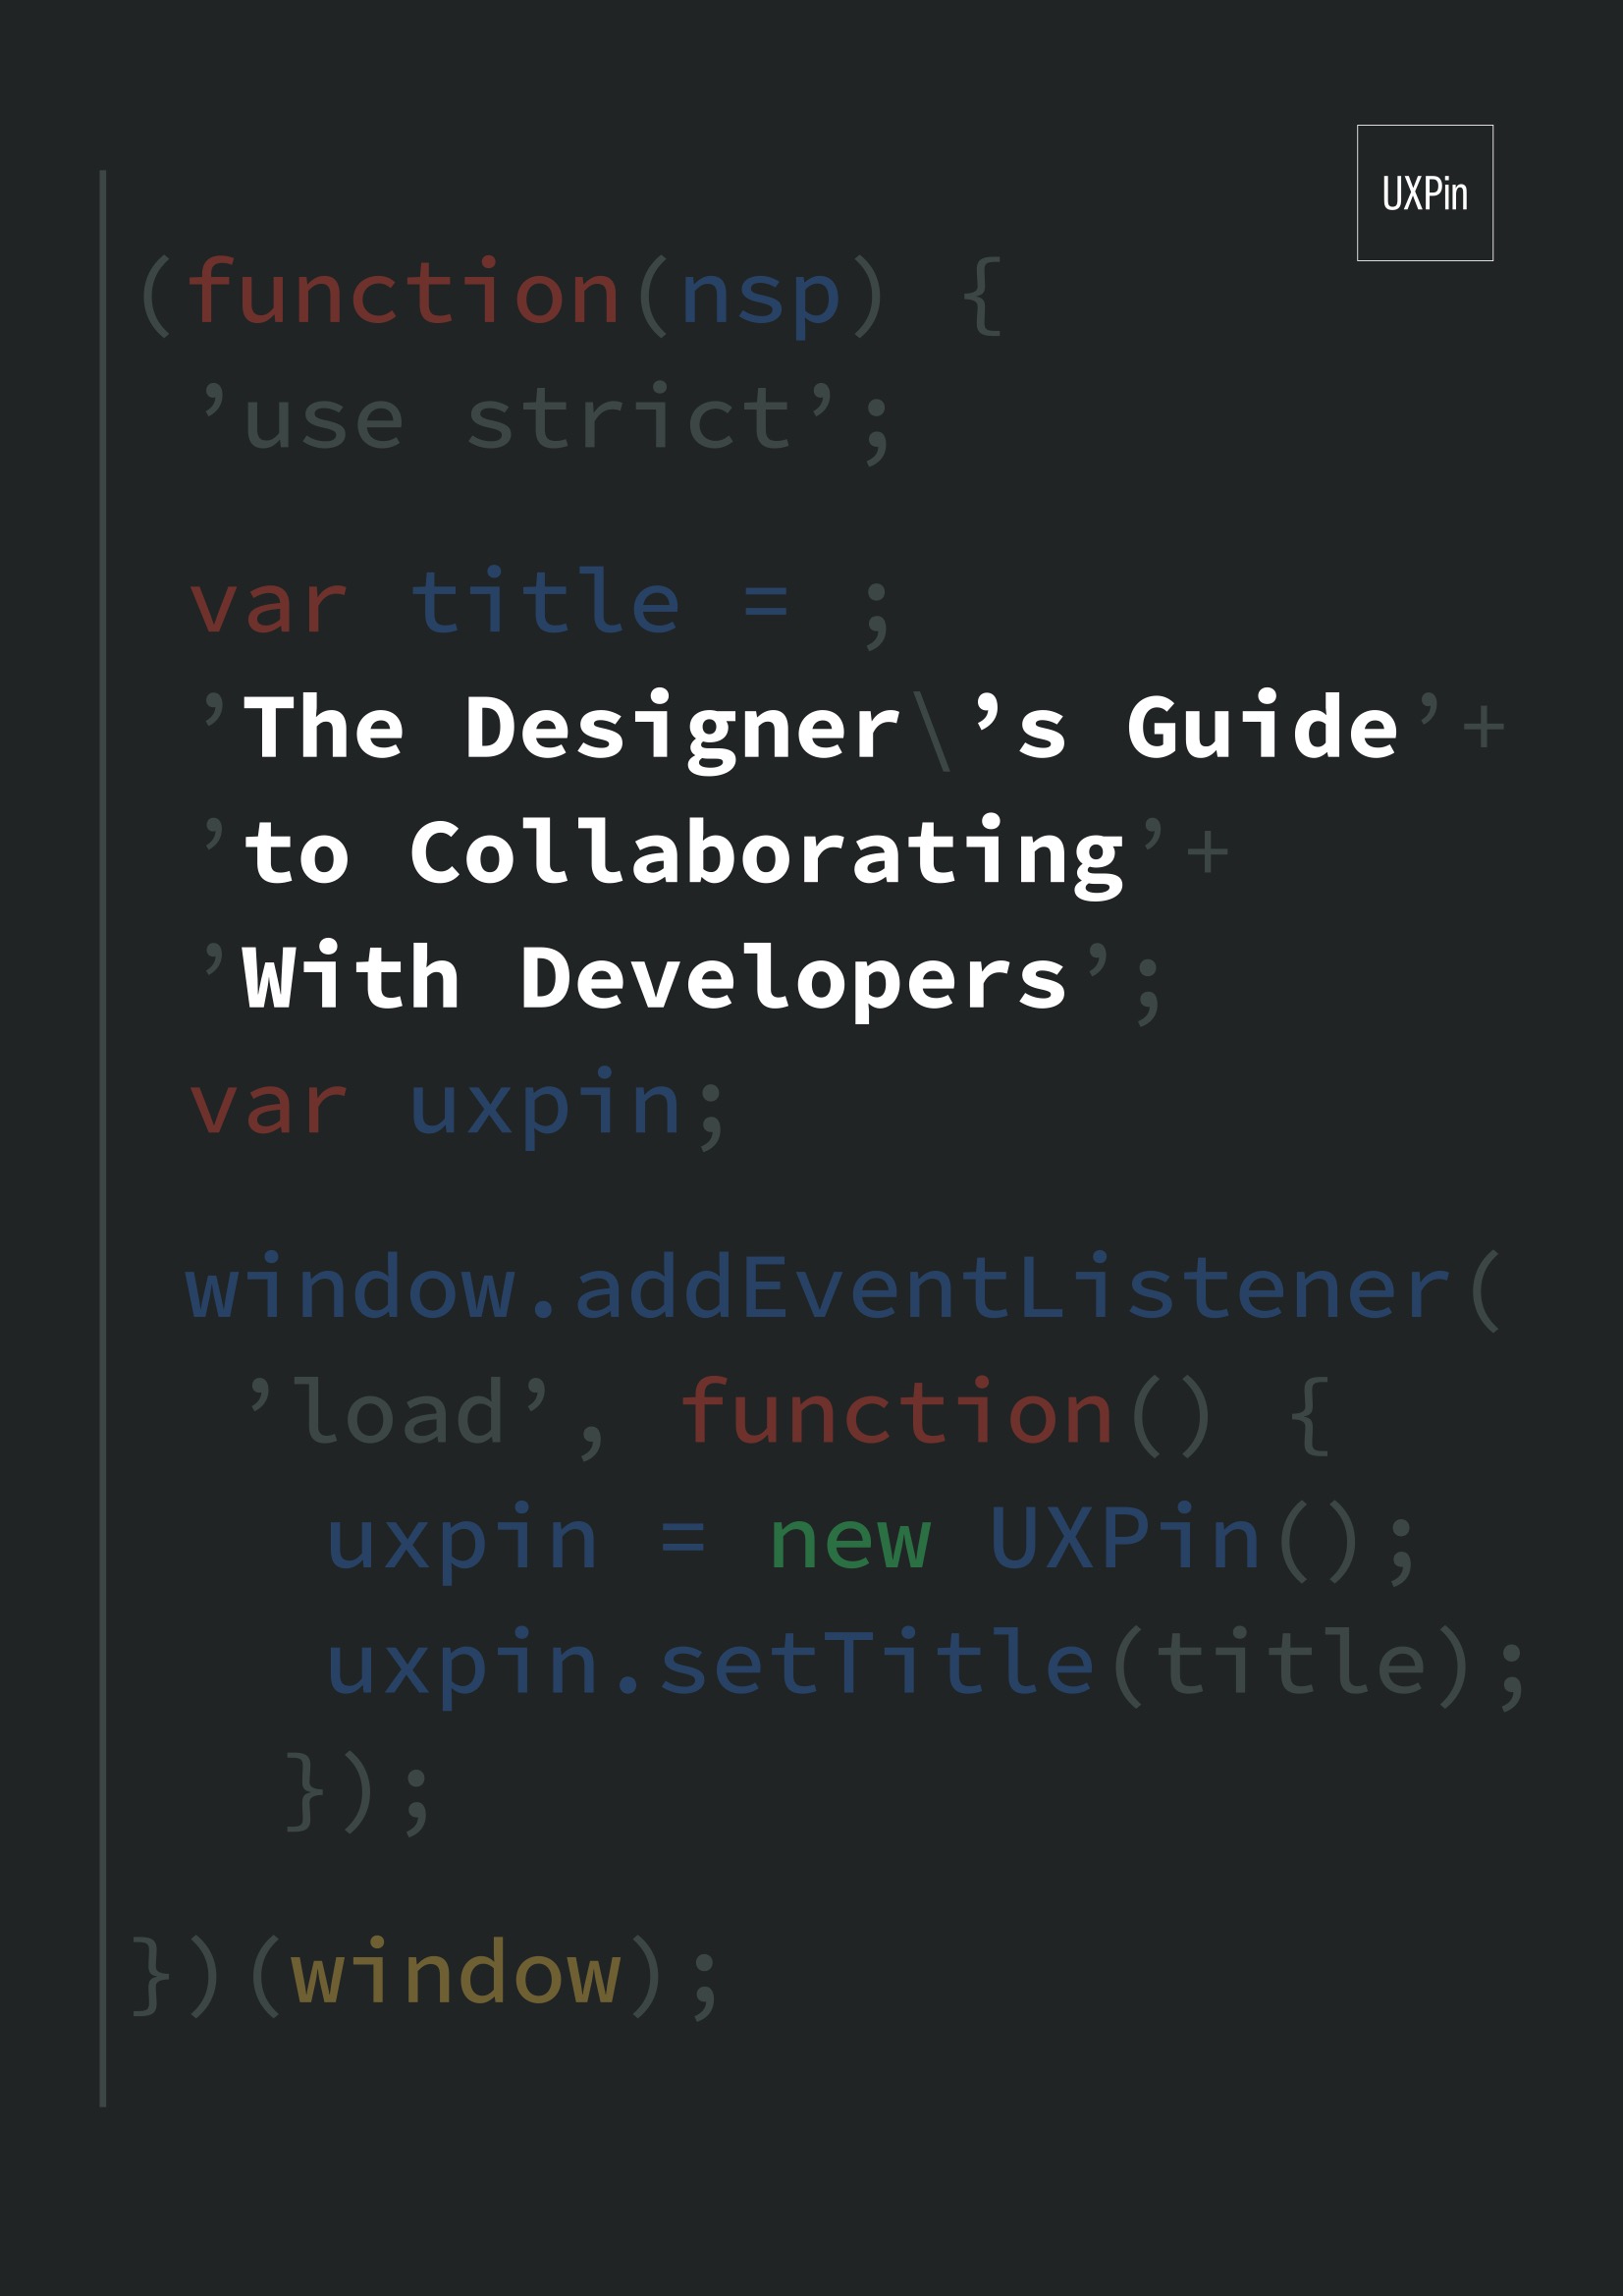 UXPin
(function(nsp) {
’use strict’;
var title = ;
’The Designer\’s Guide’+
’to Collaborating’+
’With Developers’;
var uxpin;
window.addEventListener(
’load’, function() {
uxpin = new UXPin();
uxpin.setTitle(title);
});
})(window);